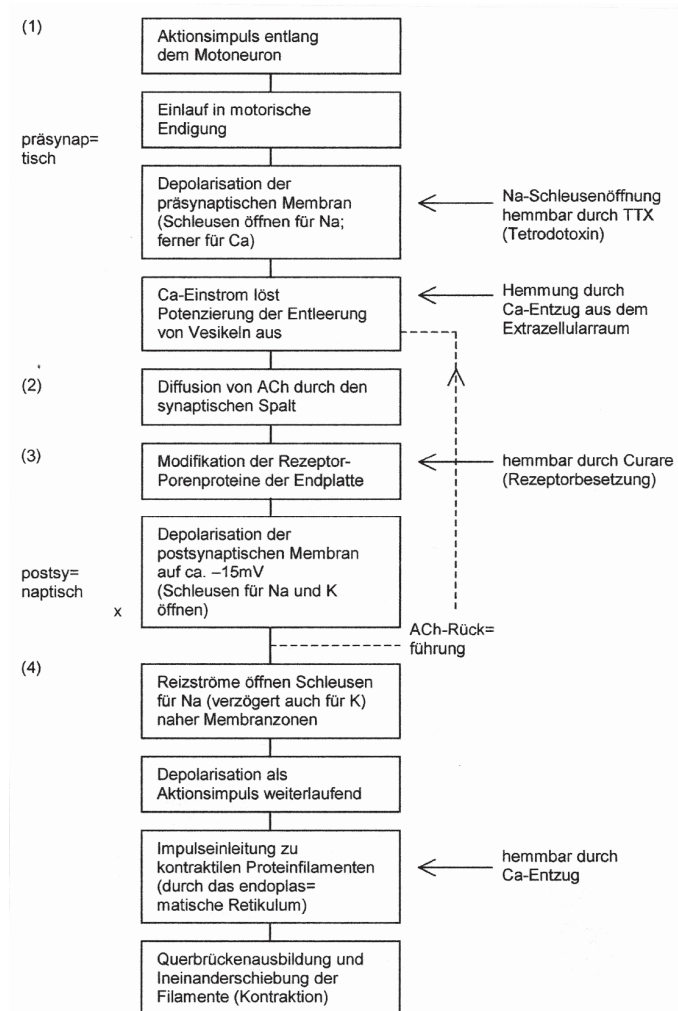 (1)
Aktionsimpuls entlang
dem Motoneuron
Einlauf in motorische
Endigung
präsynap=
tisch
Depolarisation der
präsynaptischen Membran
(Schleusen öffnen für Na;
ferner für Ca)
Na-Schleusenöffnung
hemmbar durch TTX
(Tetrodotoxin)
Ca-Einstrom löst
Potenzierung der Entleerung
von Vesikeln aus
Hemmung durch
Ca-Entzug aus dem
Extrazellularraum
(2)
Diffusion von ACh durch den
synaptischen Spalt
(3)
Modifikation der Rezeptor-
Porenproteine der Endplatte
hemmbar durch Curare
(Rezeptorbesetzung)
Depolarisation der
postsynaptischen Membran
auf ca. –15mV
(Schleusen für Na und K
öffnen)
postsy=
naptisch
x
ACh-Rück=
führung
(4)
Reizströme öffnen Schleusen
für Na (verzögert auch für K)
naher Membranzonen
Depolarisation als
Aktionsimpuls weiterlaufend
Impulseinleitung zu
kontraktilen Proteinfilamenten
(durch das endoplas=
matische Retikulum)
hemmbar durch
Ca-Entzug
Querbrückenausbildung und
Ineinanderschiebung der
Filamente (Kontraktion)